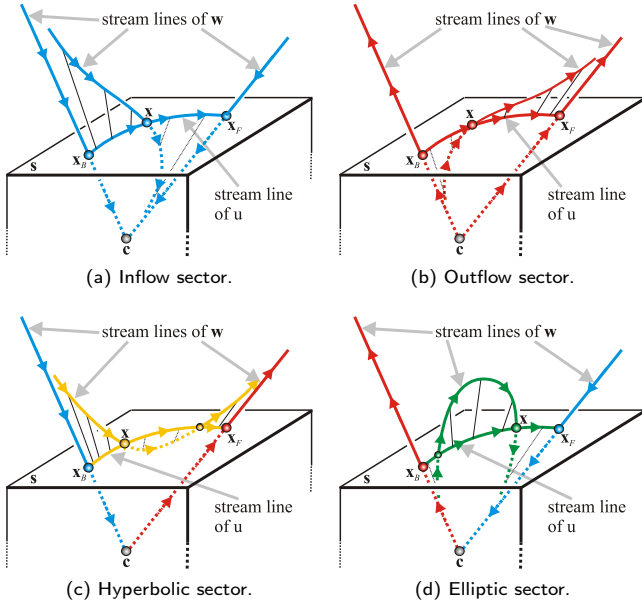 stream lines of w
x
x_F
s
x_B
stream line
of u
c
(a) Inflow sector.
stream lines of w
x
x_F
s
x_B
stream line
of u
c
(b) Outflow sector.
stream lines of w
x
x_F
x_B
s
stream line
of u
c
(c) Hyperbolic sector.
stream lines of w
x
x_F
x_B
s
stream line
of u
c
(d) Elliptic sector.